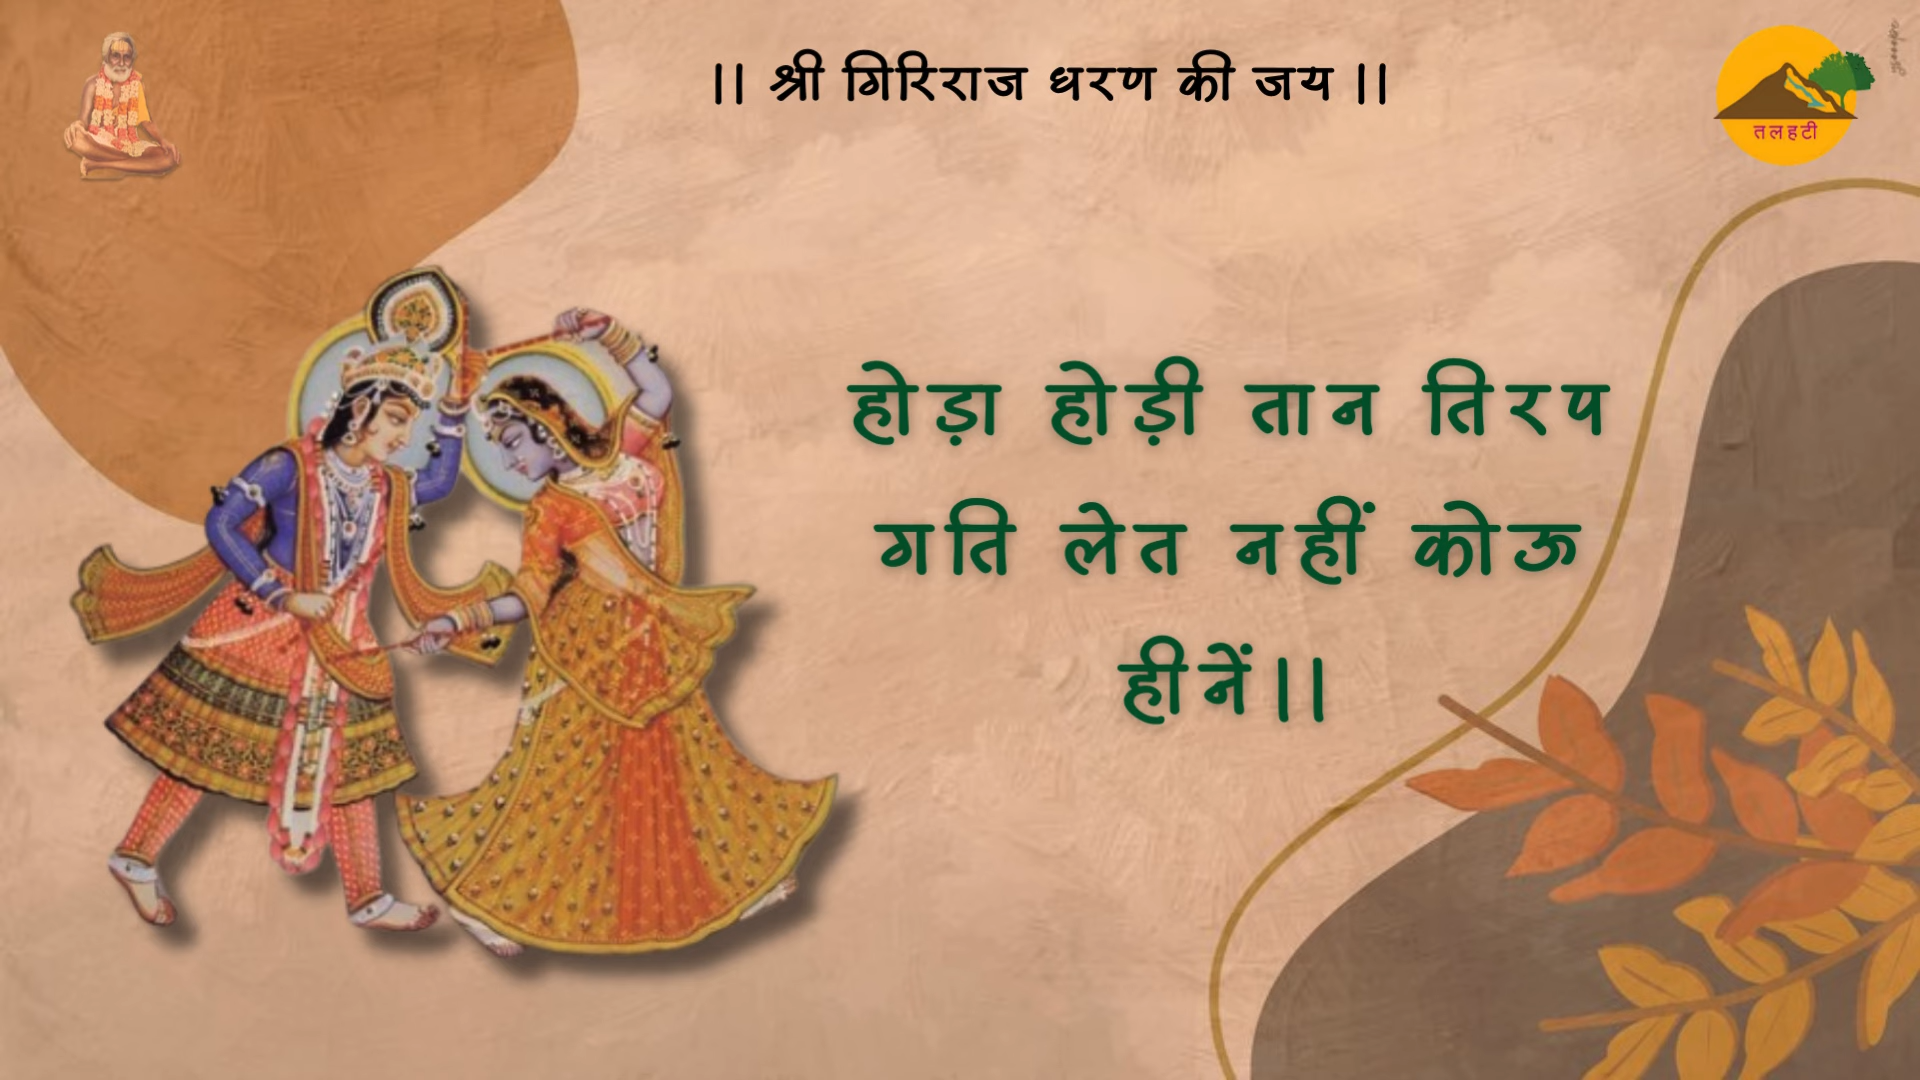 ।। श्री गिरिराज धरण की जय ।।
तलहटी
होड़ा होड़ी तान तिरप
गति लेत नहीं कोऊ
हीनें।।